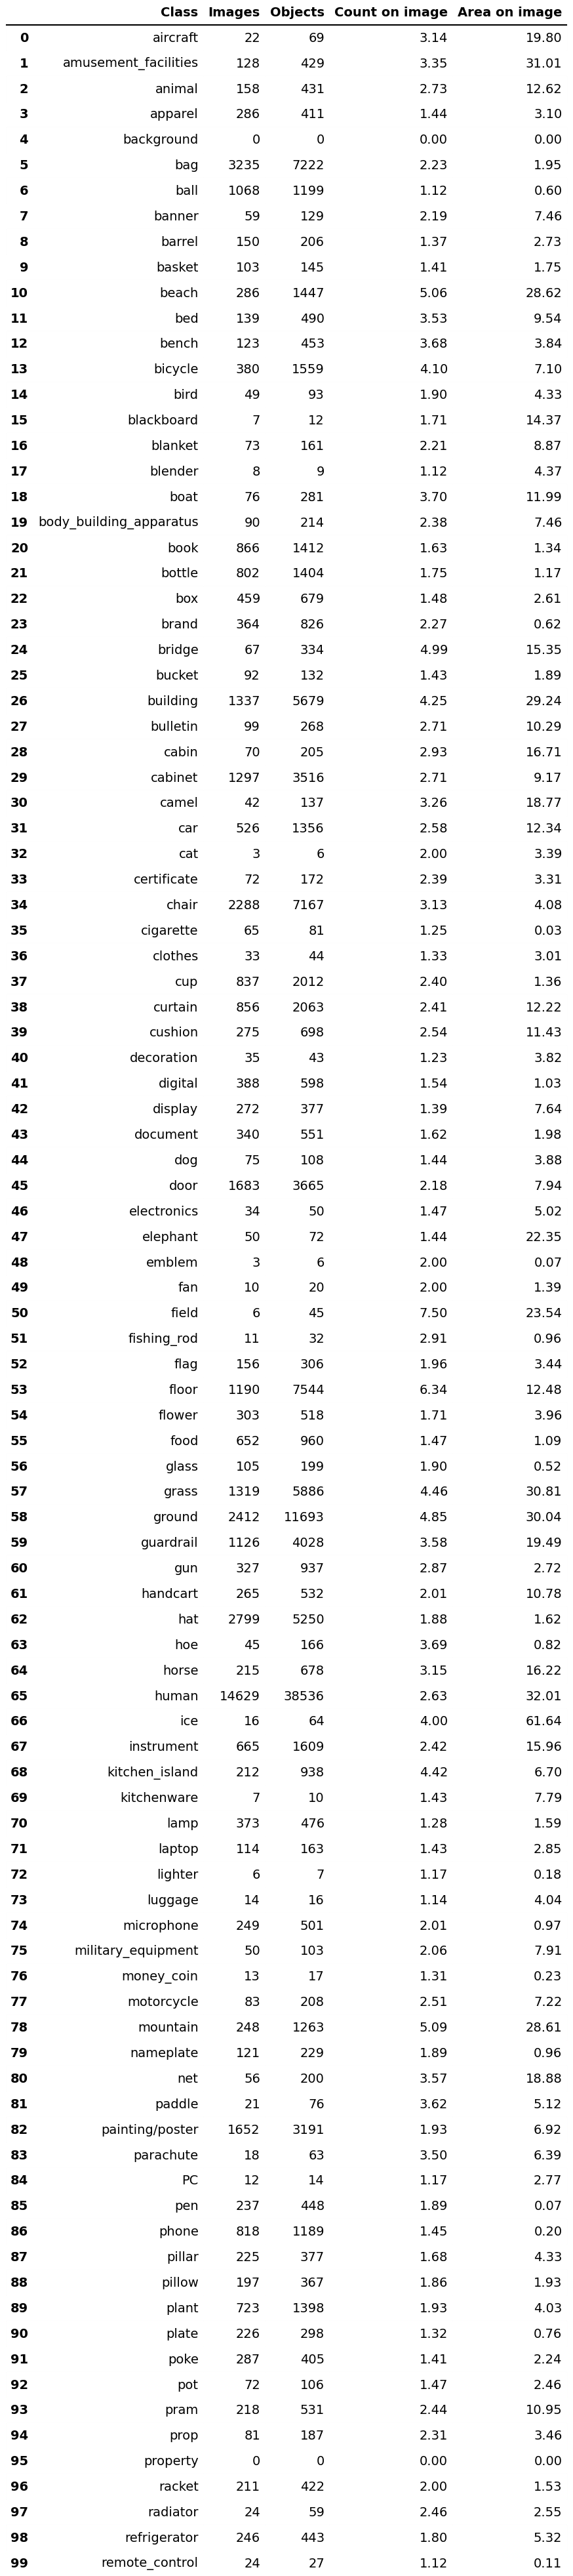 Class Images Objects Count on image Area on image
0 aircraft 22 69 3.14 19.80
1 amusement_facilities 128 429 3.35 31.01
2 animal 158 431 2.73 12.62
3 apparel 286 411 1.44 3.10
4 background 0 0 0.00 0.00
5 bag 3235 7222 2.23 1.95
6 ball 1068 1199 1.12 0.60
7 banner 59 129 2.19 7.46
8 barrel 150 206 1.37 2.73
9 basket 103 145 1.41 1.75
10 beach 286 1447 5.06 28.62
11 bed 139 490 3.53 9.54
12 bench 123 453 3.68 3.84
13 bicycle 380 1559 4.10 7.10
14 bird 49 93 1.90 4.33
15 blackboard 7 12 1.71 14.37
16 blanket 73 161 2.21 8.87
17 blender 8 9 1.12 4.37
18 boat 76 281 3.70 11.99
19 body_building_apparatus 90 214 2.38 7.46
20 book 866 1412 1.63 1.34
21 bottle 802 1404 1.75 1.17
22 box 459 679 1.48 2.61
23 brand 364 826 2.27 0.62
24 bridge 67 334 4.99 15.35
25 bucket 92 132 1.43 1.89
26 building 1337 5679 4.25 29.24
27 bulletin 99 268 2.71 10.29
28 cabin 70 205 2.93 16.71
29 cabinet 1297 3516 2.71 9.17
30 camel 42 137 3.26 18.77
31 car 526 1356 2.58 12.34
32 cat 3 6 2.00 3.39
33 certificate 72 172 2.39 3.31
34 chair 2288 7167 3.13 4.08
35 cigarette 65 81 1.25 0.03
36 clothes 33 44 1.33 3.01
37 cup 837 2012 2.40 1.36
38 curtain 856 2063 2.41 12.22
39 cushion 275 698 2.54 11.43
40 decoration 35 43 1.23 3.82
41 digital 388 598 1.54 1.03
42 display 272 377 1.39 7.64
43 document 340 551 1.62 1.98
44 dog 75 108 1.44 3.88
45 door 1683 3665 2.18 7.94
46 electronics 34 50 1.47 5.02
47 elephant 50 72 1.44 22.35
48 emblem 3 6 2.00 0.07
49 fan 10 20 2.00 1.39
50 field 6 45 7.50 23.54
51 fishing_rod 11 32 2.91 0.96
52 flag 156 306 1.96 3.44
53 floor 1190 7544 6.34 12.48
54 flower 303 518 1.71 3.96
55 food 652 960 1.47 1.09
56 glass 105 199 1.90 0.52
57 grass 1319 5886 4.46 30.81
58 ground 2412 11693 4.85 30.04
59 guardrail 1126 4028 3.58 19.49
60 gun 327 937 2.87 2.72
61 handcart 265 532 2.01 10.78
62 hat 2799 5250 1.88 1.62
63 hoe 45 166 3.69 0.82
64 horse 215 678 3.15 16.22
65 human 14629 38536 2.63 32.01
66 ice 16 64 4.00 61.64
67 instrument 665 1609 2.42 15.96
68 kitchen_island 212 938 4.42 6.70
69 kitchenware 7 10 1.43 7.79
70 lamp 373 476 1.28 1.59
71 laptop 114 163 1.43 2.85
72 lighter 6 7 1.17 0.18
73 luggage 14 16 1.14 4.04
74 microphone 249 501 2.01 0.97
75 military_equipment 50 103 2.06 7.91
76 money_coin 13 17 1.31 0.23
77 motorcycle 83 208 2.51 7.22
78 mountain 248 1263 5.09 28.61
79 nameplate 121 229 1.89 0.96
80 net 56 200 3.57 18.88
81 paddle 21 76 3.62 5.12
82 painting/poster 1652 3191 1.93 6.92
83 parachute 18 63 3.50 6.39
84 PC 12 14 1.17 2.77
85 pen 237 448 1.89 0.07
86 phone 818 1189 1.45 0.20
87 pillar 225 377 1.68 4.33
88 pillow 197 367 1.86 1.93
89 plant 723 1398 1.93 4.03
90 plate 226 298 1.32 0.76
91 poke 287 405 1.41 2.24
92 pot 72 106 1.47 2.46
93 pram 218 531 2.44 10.95
94 prop 81 187 2.31 3.46
95 property 0 0 0.00 0.00
96 racket 211 422 2.00 1.53
97 radiator 24 59 2.46 2.55
98 refrigerator 246 443 1.80 5.32
99 remote_control 24 27 1.12 0.11